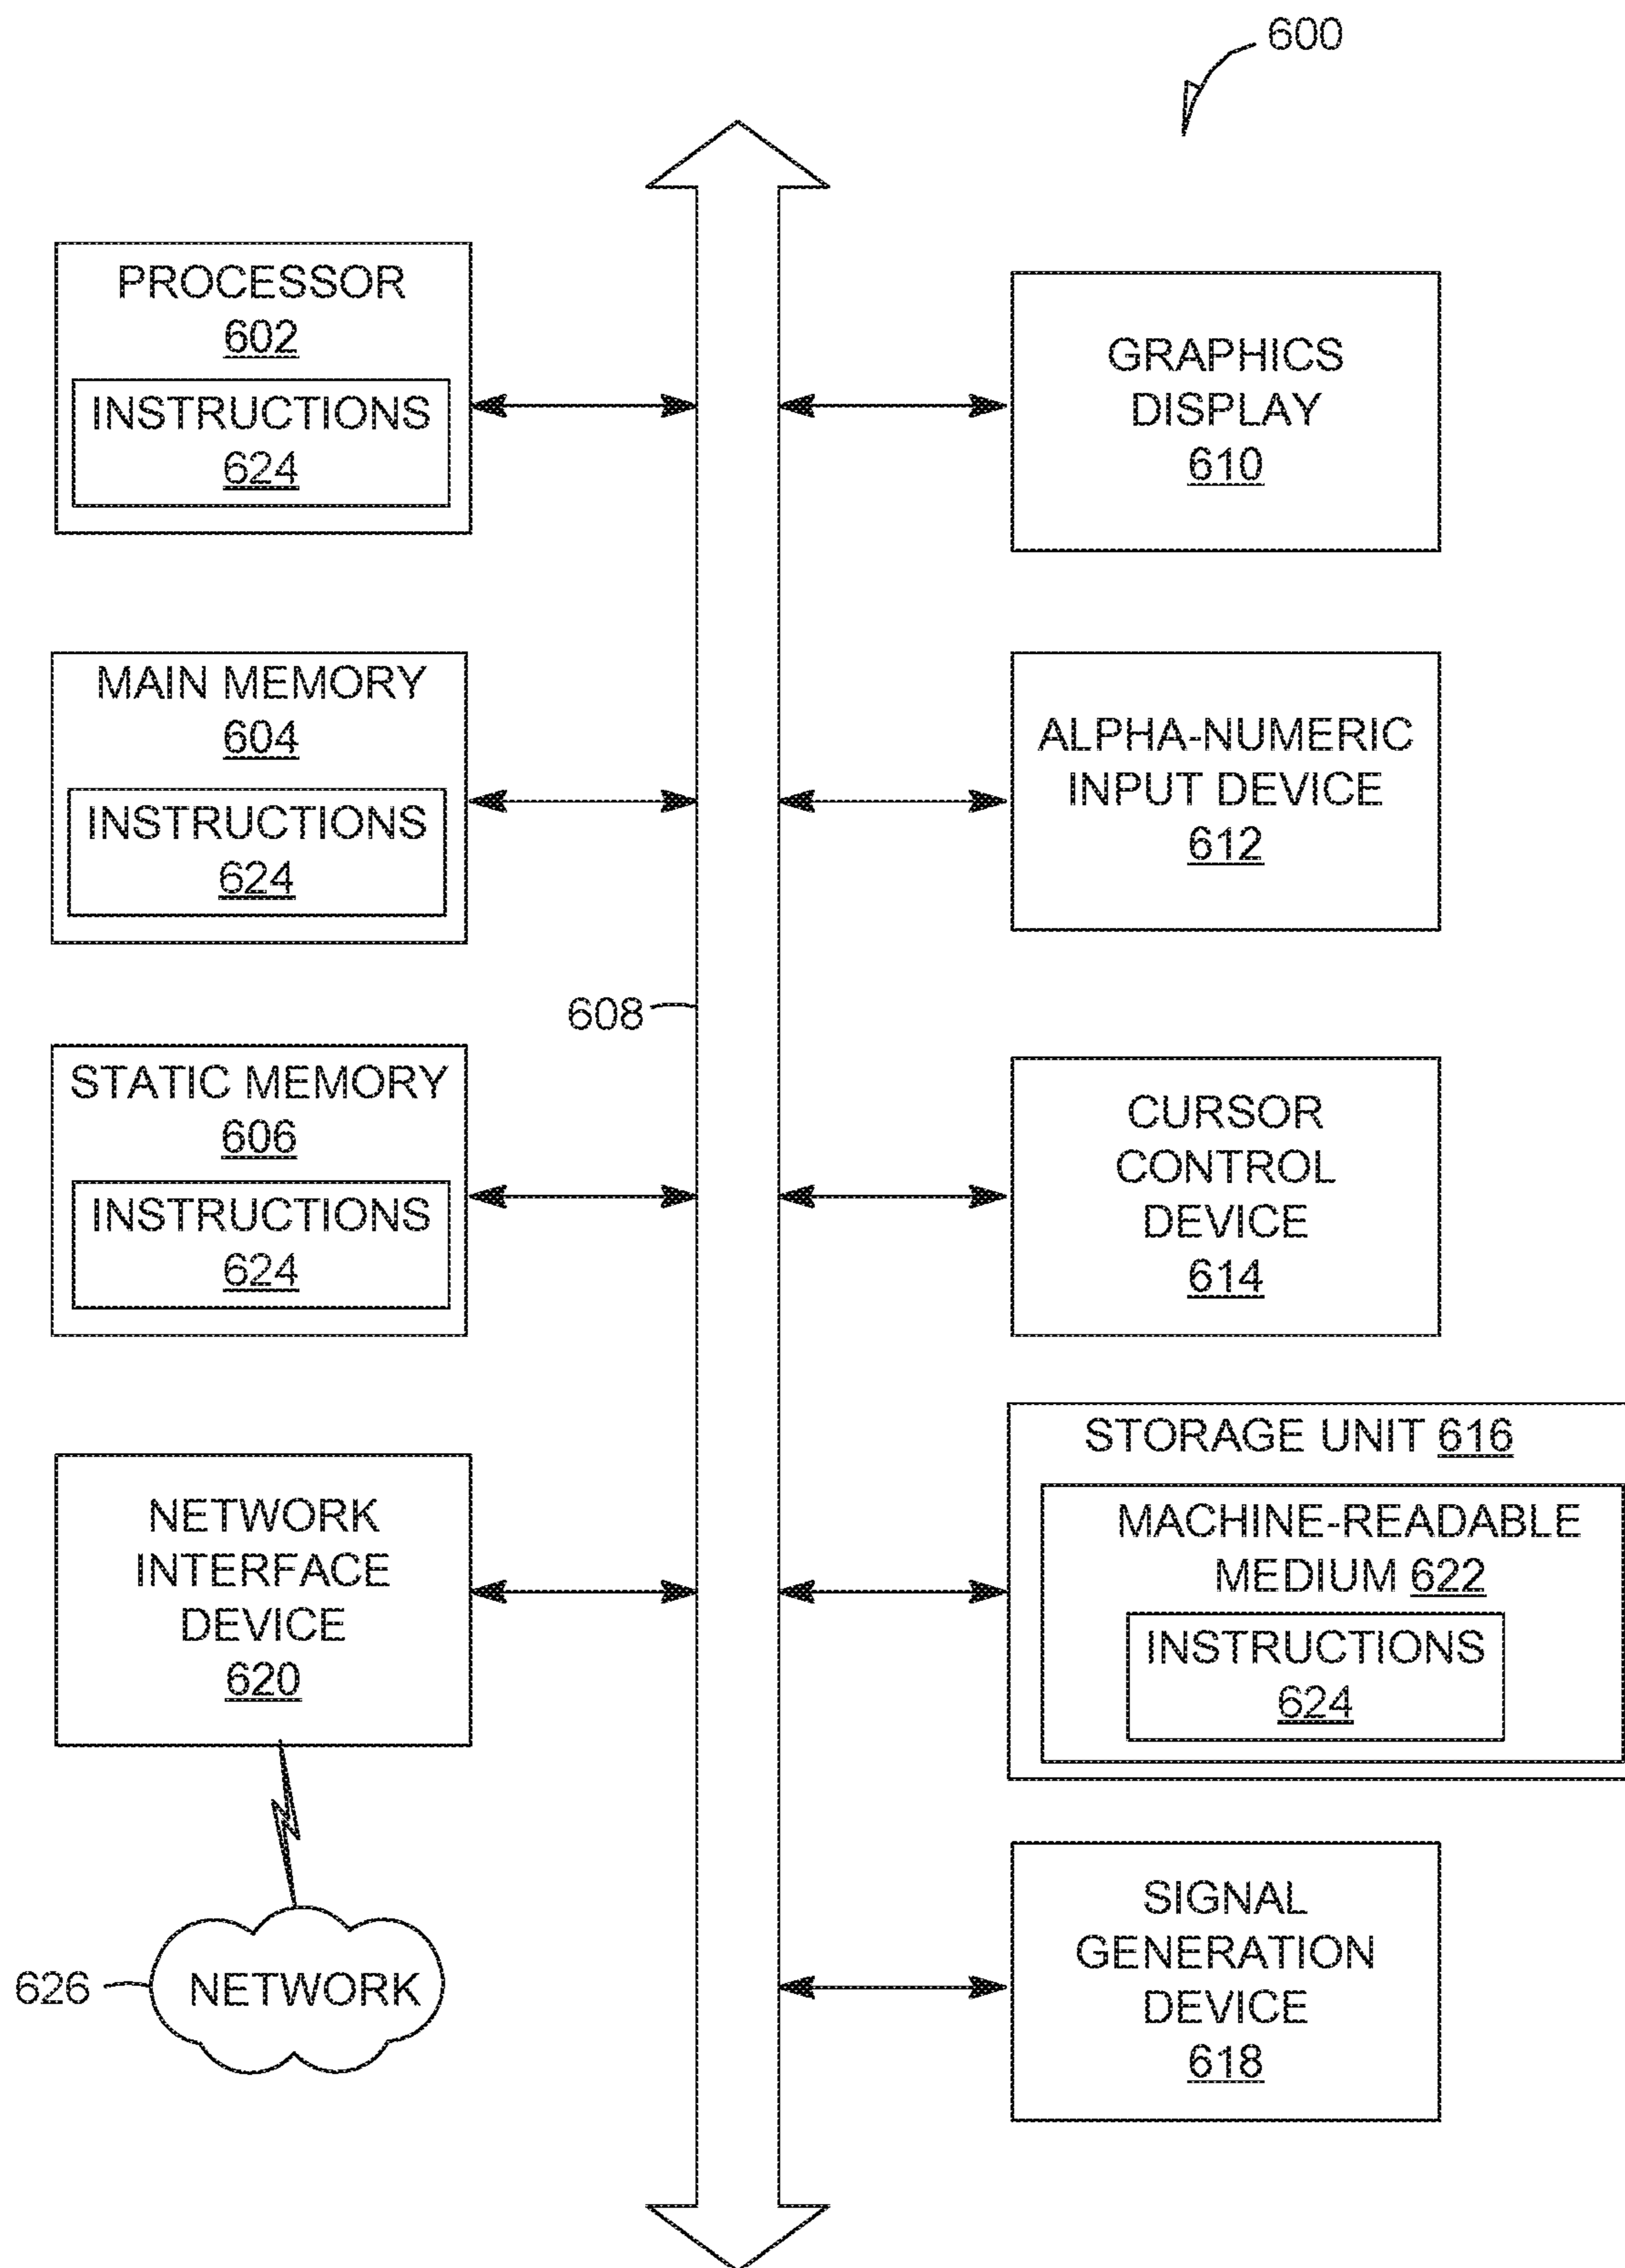 600
PROCESSOR
602
INSTRUCTIONS
624
MAIN MEMORY
604
INSTRUCTIONS
624
608
STATIC MEMORY
606
INSTRUCTIONS
624
NETWORK
INTERFACE
DEVICE
620
626
NETWORK
GRAPHICS
DISPLAY
610
ALPHA-NUMERIC
INPUT DEVICE
612
CURSOR
CONTROL
DEVICE
614
STORAGE UNIT 616
MACHINE-READABLE
MEDIUM 622
INSTRUCTIONS
624
SIGNAL
GENERATION
DEVICE
618